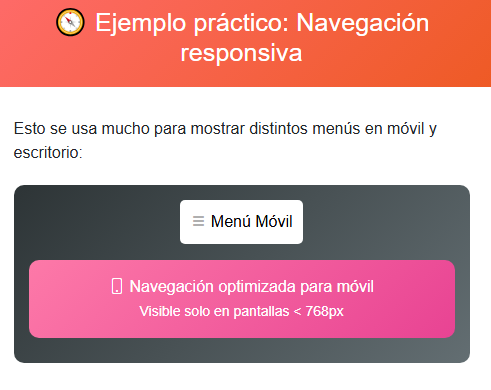 Ejemplo práctico: Navegación
responsiva
Esto se usa mucho para mostrar distintos menús en móvil y
escritorio:
Menú Móvil
Navegación optimizada para móvil
Visible solo en pantallas < 768px